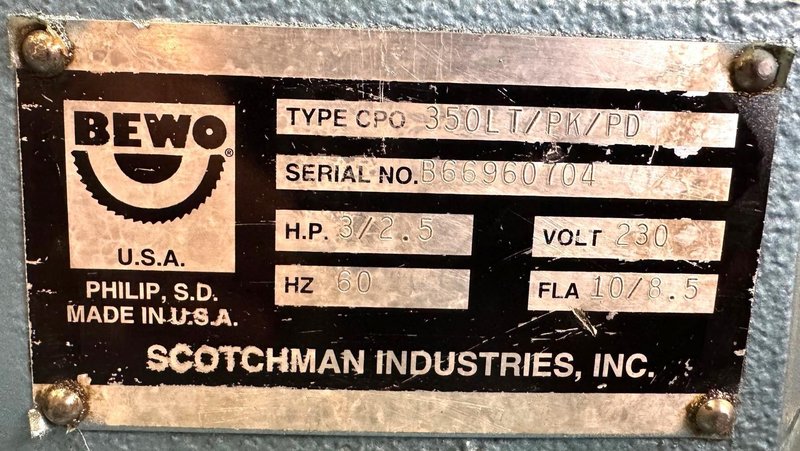 BEWO®
U.S.A.
PHILIP, S.D.
MADE IN U.S.A.
TYPE CPO 350LT/PK/PD
SERIAL NO. B66960704
H.P. 3/2.5
VOLT 230
HZ 60
FLA 10/8.5
SCOTCHMAN INDUSTRIES, INC.